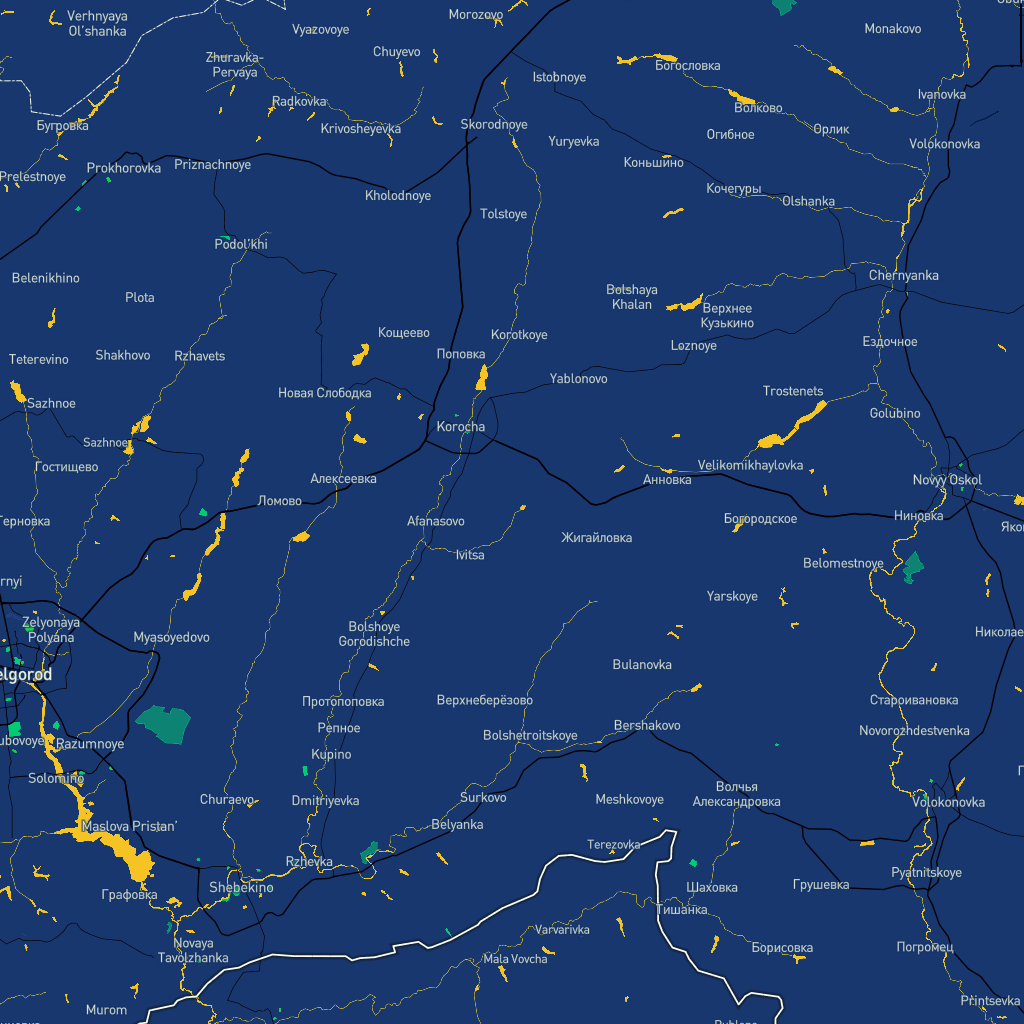 Verhnyaya
Ol'shanka
Vyazovoye
Morozovo
Monakovo
Chuyevo
Zhuravka-
Pervaya
Богословка
Istobnoye
Ivanovka
Radkovka
Волково
Бугровка
Krivosheyevka
Skorodnoye
Орлик
Огибное
Yuryevka
Volokonovka
Коньшино
Prokhorovka
Priznachnoye
Prelestnoye
Kholodnoye
Кочегуры
Olshanka
Tolstoye
Podol'khi
Belenikhino
Chernyanka
Bolshaya
Khalan
Plota
Верхнее
Кузькино
Кощеево
Korotkoye
Ездочное
Loznoye
Поповка
Teterevino
Shakhovo
Rzhavets
Yablonovo
Новая Слободка
Trostenets
Sazhnoe
Golubino
Korocha
Sazhnoe
Гостищево
Velikomikhaylovka
Алексеевка
Анновка
Novyy Oskol
Ломово
Ниновка
Терновка
Afanasovo
Богородское
Яко
Жигайловка
Ivitsa
Belomestnoye
rnyi
Yarskoye
Zelyonaya
Polyana
Bolshoye
Gorodishche
Myasoyedovo
Николае
Bulanovka
elgorod
Протопоповка
Верхнеберёзово
Староивановка
Репное
Bershakovo
Novorozhdestvenka
Bolshetroitskoye
ubovoye
Razumnoye
Kupino
Solomino
Волчья
Александровка
Churaevo
Dmitriyevka
Surkovo
Meshkovoye
Volokonovka
Maslova Pristan'
Belyanka
Terezovka
Rzhevka
Pyatnitskoye
Графовка
Shebekino
Шаховка
Грушевка
Тишанка
Varvarivka
Novaya
Tavolzhanka
Борисовка
Погромец
Mala Vovcha
Printsevka
Murom